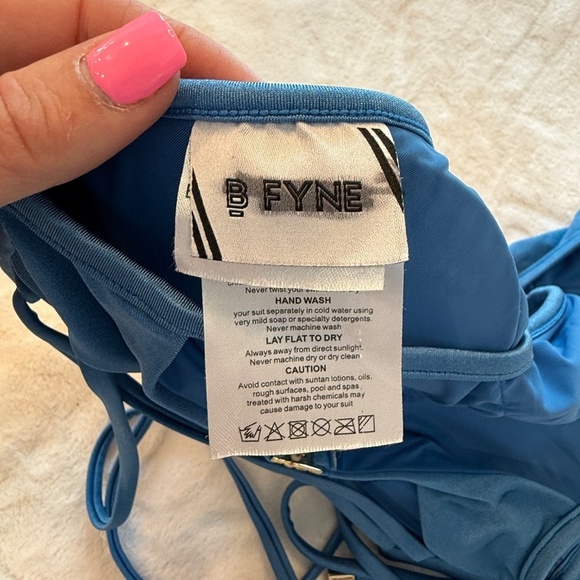 B FYNE
Never twist your
HAND WASH
your suit separately in cold water using
very mild soap or specialty detergents.
Never machine wash
LAY FLAT TO DRY
Always away from direct sunlight.
Never machine dry or dry clean
CAUTION
Avoid contact with suntan lotions, oils,
rough surfaces, pool and spas
treated with harsh chemicals may
cause damage to your suit